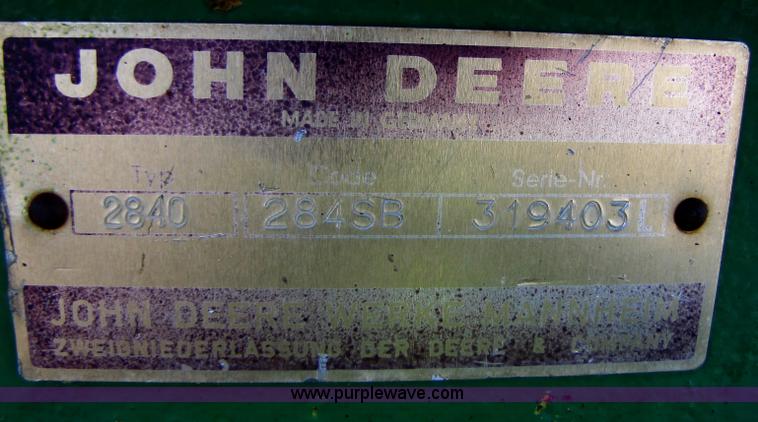 JOHN DEERE
MADE IN GERMANY
Typ Code Serie-Nr.
2840 284SB 319403L
JOHN DEERE WERKE MANNHEIM
ZWEIGNIEDERLASSUNG DER DEERE & COMPANY
www.purplewave.com